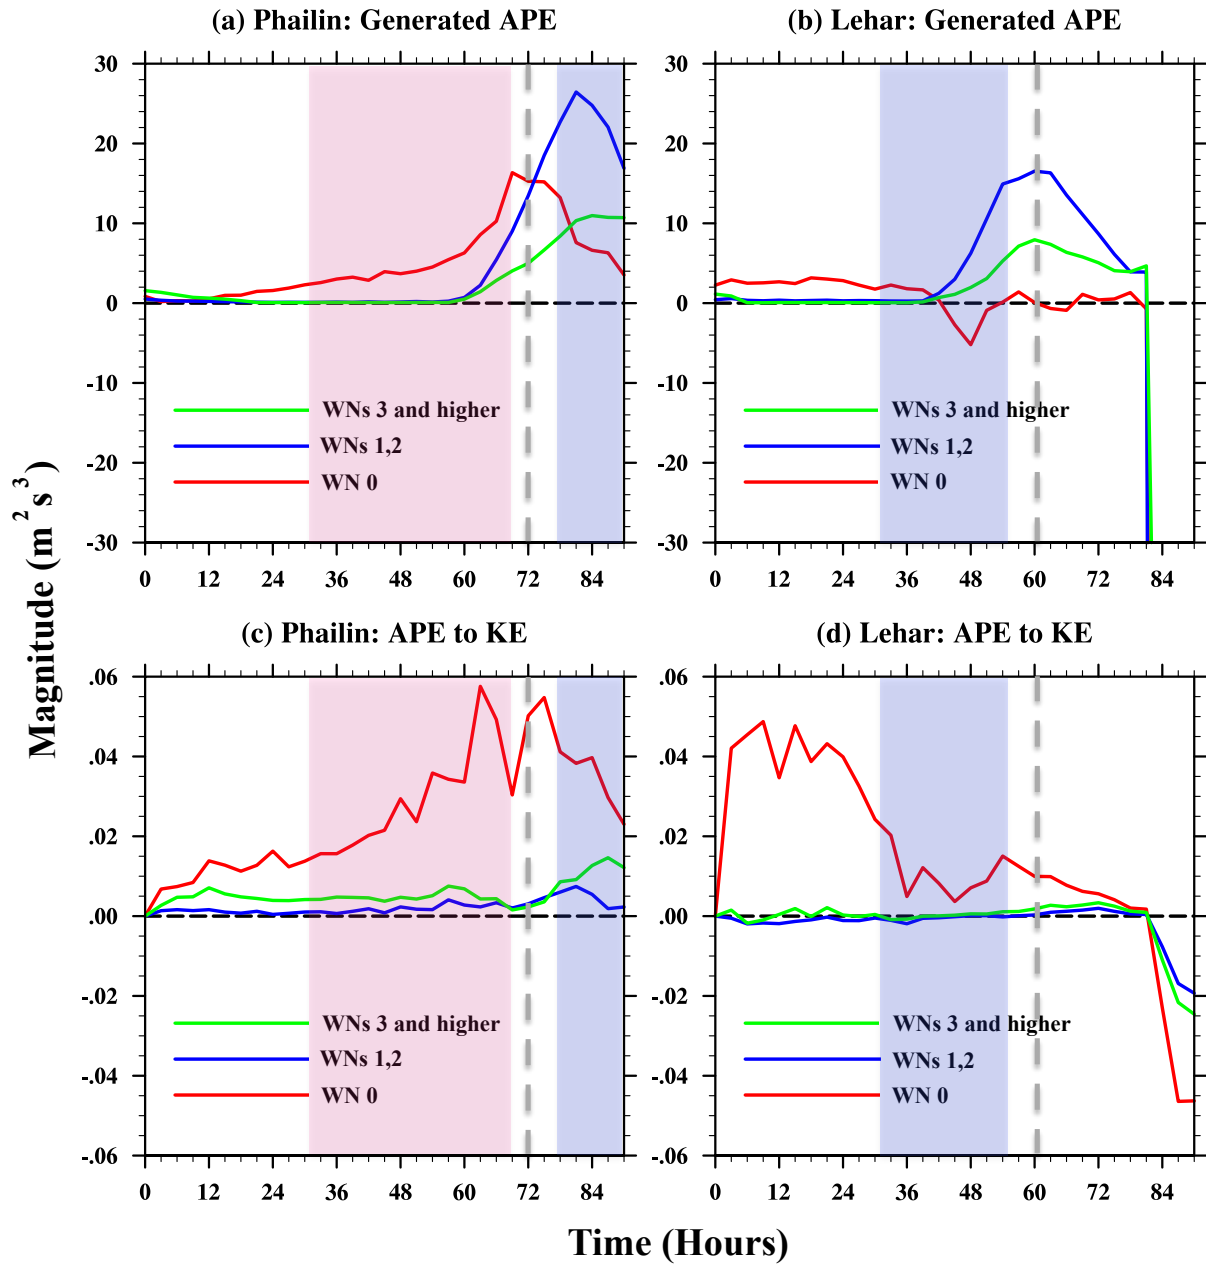 (a) Phailin: Generated APE
(b) Lehar: Generated APE
30
20
10
0
-10
-20
-30
WNs 3 and higher
WNs 1,2
WN 0
0 12 24 36 48 60 72 84
30
20
10
0
-10
-20
-30
WNs 3 and higher
WNs 1,2
WN 0
0 12 24 36 48 60 72 84
Magnitude (m 2 s 3)
(c) Phailin: APE to KE
(d) Lehar: APE to KE
.06
.04
.02
.00
-.02
-.04
-.06
WNs 3 and higher
WNs 1,2
WN 0
0 12 24 36 48 60 72 84
.06
.04
.02
.00
-.02
-.04
-.06
WNs 3 and higher
WNs 1,2
WN 0
0 12 24 36 48 60 72 84
Time (Hours)